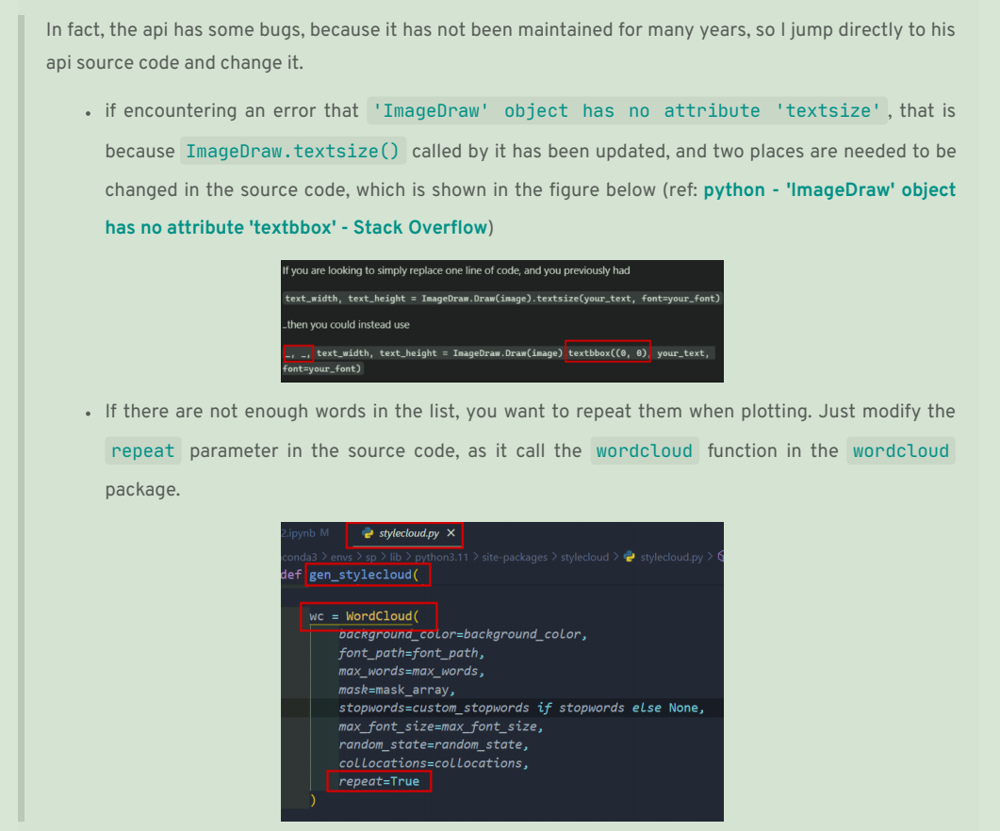 In fact, the api has some bugs, because it has not been maintained for many years, so I jump directly to his
api source code and change it.
• if encountering an error that 'ImageDraw' object has no attribute 'textsize', that is
because ImageDraw.textsize() called by it has been updated, and two places are needed to be
changed in the source code, which is shown in the figure below (ref: python - 'ImageDraw' object
has no attribute 'textbbox' - Stack Overflow)
If you are looking to simply replace one line of code, and you previously had
text_width, text_height = ImageDraw.Draw(image).textsize(your_text, font=your_font)
…then you could instead use
_, _, text_width, text_height = ImageDraw.Draw(image) textbbox((0, 0), your_text,
font=your_font)
• If there are not enough words in the list, you want to repeat them when plotting. Just modify the
repeat parameter in the source code, as it call the wordcloud function in the wordcloud
package.
2.ipynb M stylecloud.py ×
conda3 > envs > sp > lib > python3.11 > site-packages > stylecloud > stylecloud.py >
def gen_stylecloud(
wc = WordCloud(
background_color=background_color,
font_path=font_path,
max_words=max_words,
mask=mask_array,
stopwords=custom_stopwords if stopwords else None,
max_font_size=max_font_size,
random_state=random_state,
collocations=collocations,
repeat=True
)